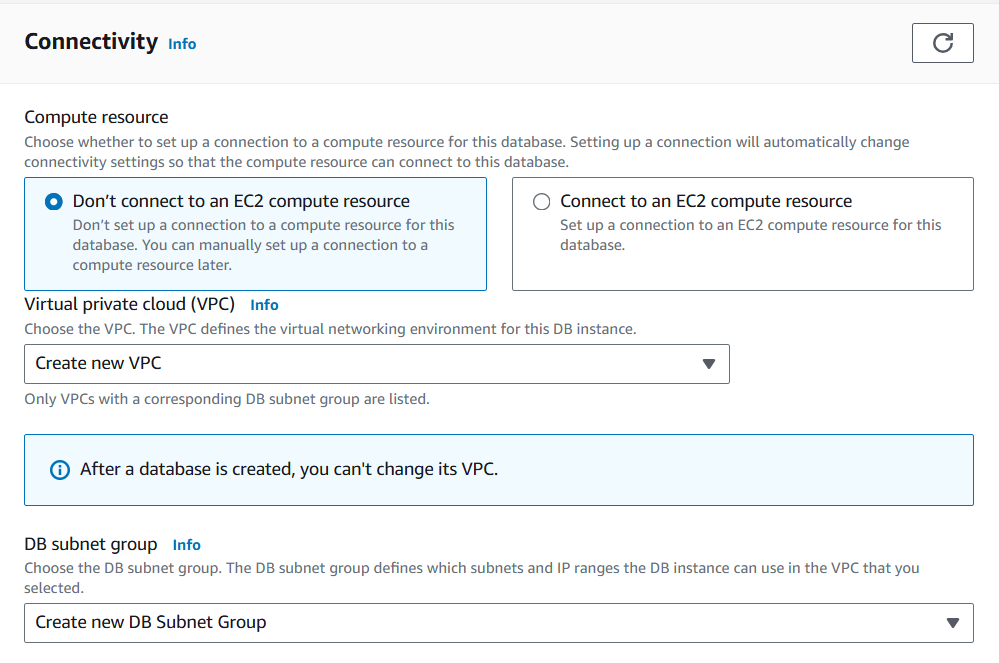 Connectivity Info
Compute resource
Choose whether to set up a connection to a compute resource for this database. Setting up a connection will automatically change
connectivity settings so that the compute resource can connect to this database.
Don’t connect to an EC2 compute resource
Don’t set up a connection to a compute resource for this
database. You can manually set up a connection to a
compute resource later.
Connect to an EC2 compute resource
Set up a connection to an EC2 compute resource for this
database.
Virtual private cloud (VPC) Info
Choose the VPC. The VPC defines the virtual networking environment for this DB instance.
Create new VPC
Only VPCs with a corresponding DB subnet group are listed.
After a database is created, you can't change its VPC.
DB subnet group Info
Choose the DB subnet group. The DB subnet group defines which subnets and IP ranges the DB instance can use in the VPC that you
selected.
Create new DB Subnet Group